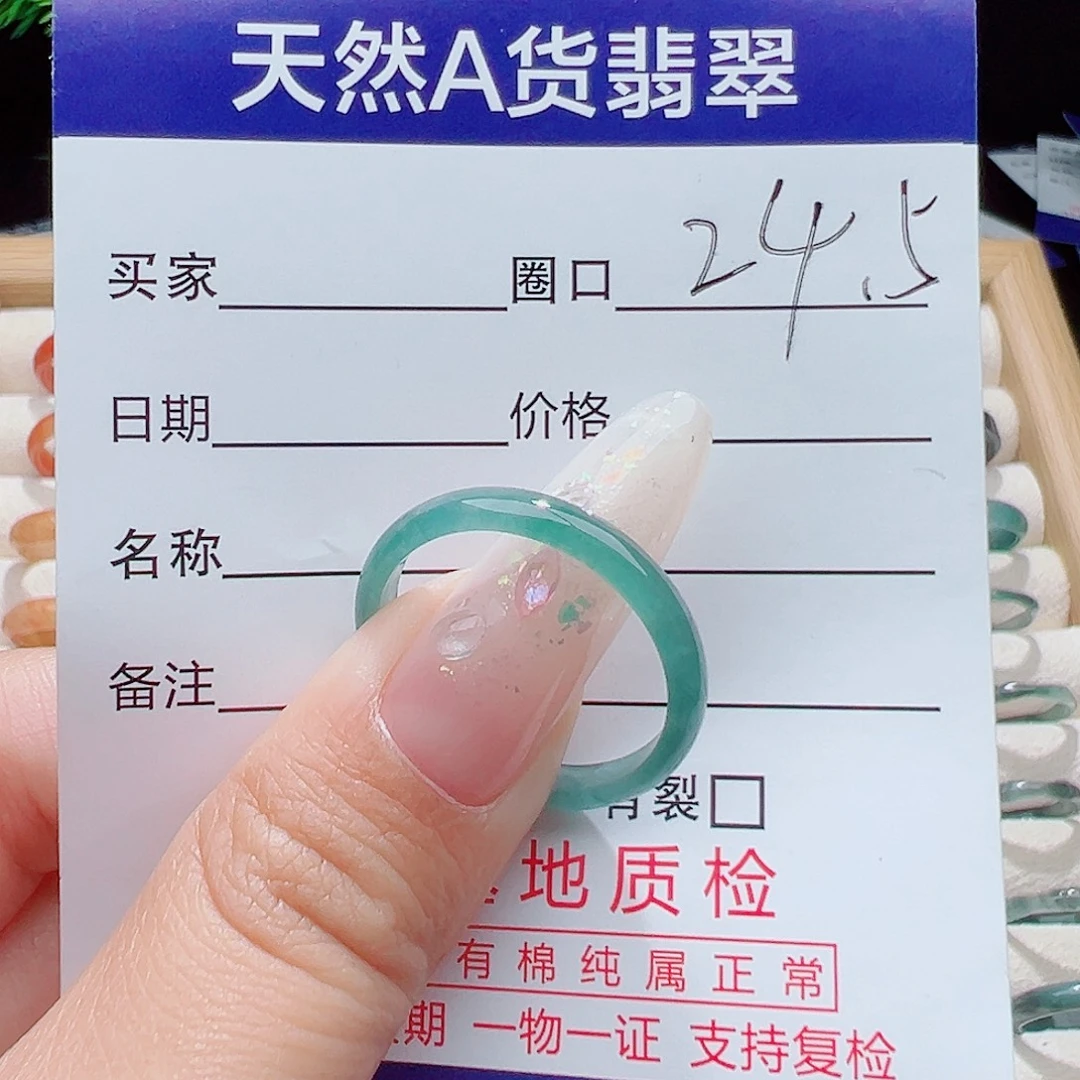 天然A货翡翠
买家 圈口 24.5
日期 价格
名称
备注
裂
地质检
有棉纯属正常
期 一物一证 支持复检